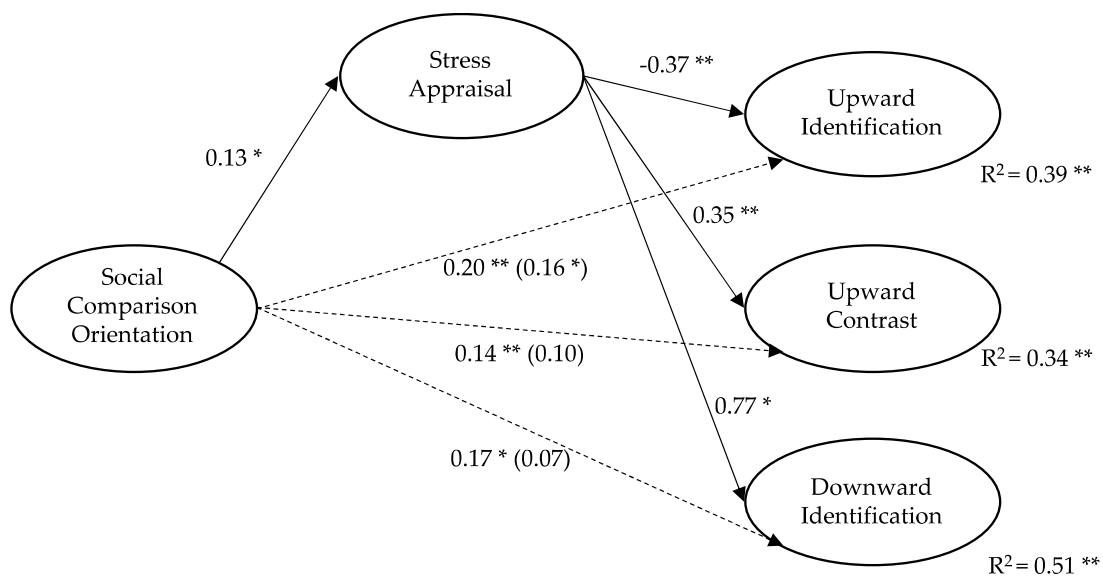 Stress
Appraisal
-0.37 **
Upward
Identification
R² = 0.39 **
0.13 *
0.35 **
0.20 ** (0.16 *)
Social
Comparison
Orientation
Upward
Contrast
R² = 0.34 **
0.14 ** (0.10)
0.77 *
0.17 * (0.07)
Downward
Identification
R² = 0.51 **